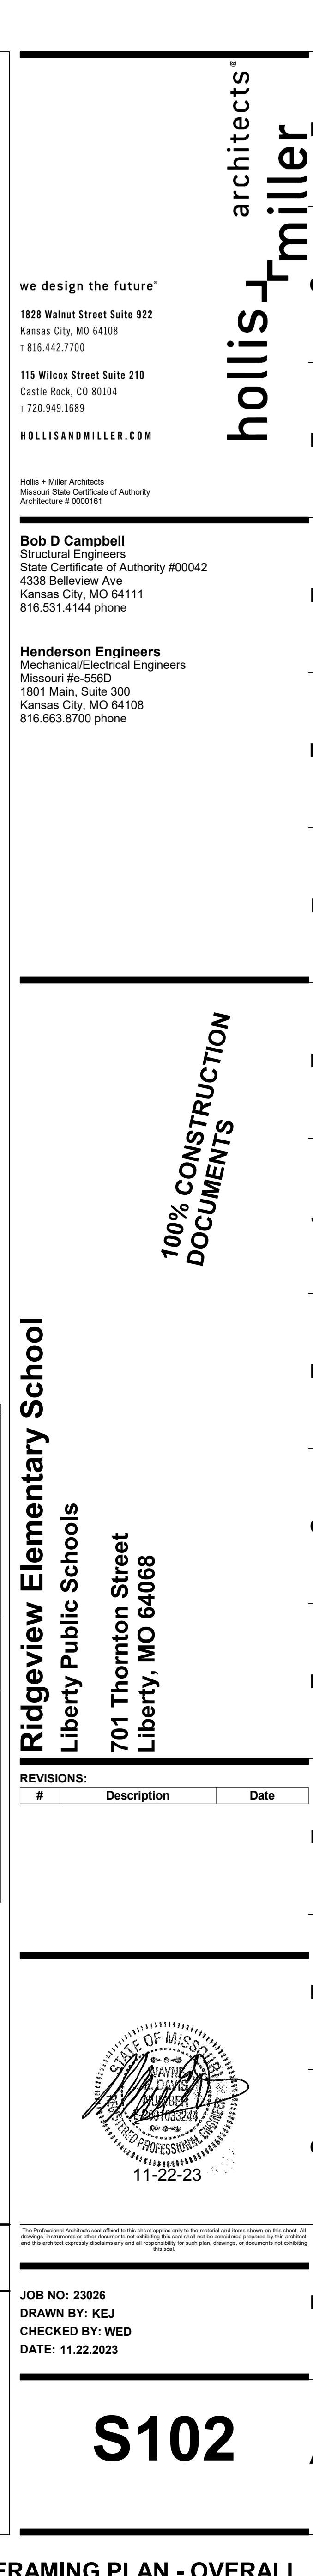 hollis+miller
architects®
we design the future®
1828 Walnut Street Suite 922
Kansas City, MO 64108
T 816.442.7700
115 Wilcox Street Suite 210
Castle Rock, CO 80104
T 720.949.1689
HOLLISANDMILLER.COM
Hollis + Miller Architects
Missouri State Certificate of Authority
Architecture # 0000161
Bob D Campbell
Structural Engineers
State Certificate of Authority #00042
4338 Belleview Ave
Kansas City, MO 64111
816.531.4144 phone
Henderson Engineers
Mechanical/Electrical Engineers
Missouri #e-556D
1801 Main, Suite 300
Kansas City, MO 64108
816.663.8700 phone
100% CONSTRUCTION
DOCUMENTS
Ridgeview Elementary School
Liberty Public Schools
701 Thornton Street
Liberty, MO 64068
REVISIONS:
# Description Date
STATE OF MISSOURI
WAYNE
DAVIS
NUMBER
REGISTERED PROFESSIONAL ENGINEER
11-22-23
The Professional Architects seal affixed to this sheet applies only to the material and items shown on this sheet. All
drawings, instruments or other documents not exhibiting this seal shall not be considered prepared by this architect,
and this architect expressly disclaims any and all responsibility for such plan, drawings, or documents not exhibiting
this seal.
JOB NO: 23026
DRAWN BY: KEJ
CHECKED BY: WED
DATE: 11.22.2023
S102
FRAMING PLAN - OVERALL